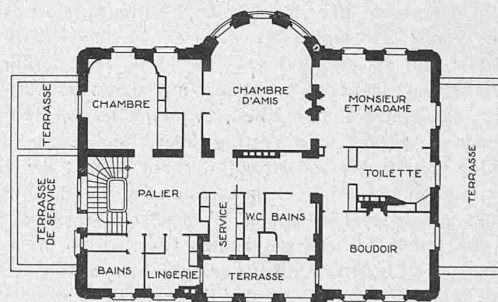 TERRASSE
CHAMBRE
CHAMBRE
D'AMIS
MONSIEUR
ET MADAME
TERRASSE
DE SERVICE
PALIER
SERVICE
W.C.
BAINS
TOILETTE
TERRASSE
BOUDOIR
BAINS
LINGERIE
TERRASSE